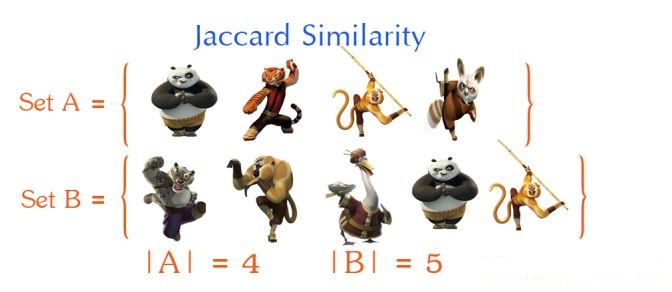 Jaccard Similarity
Set A = { }
Set B = { }
|A| = 4 |B| = 5